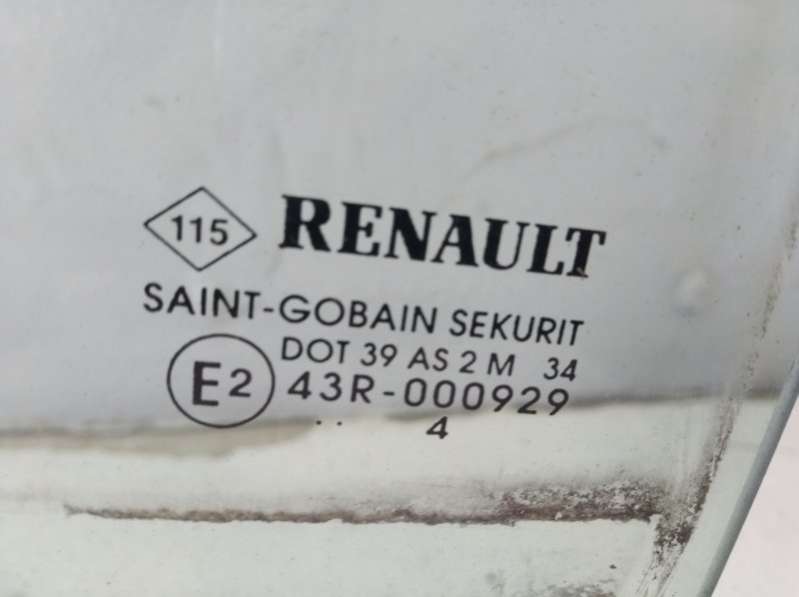 115 RENAULT
SAINT-GOBAIN SEKURIT
DOT 39 AS 2 M 34
E2 43R-000929
.. 4